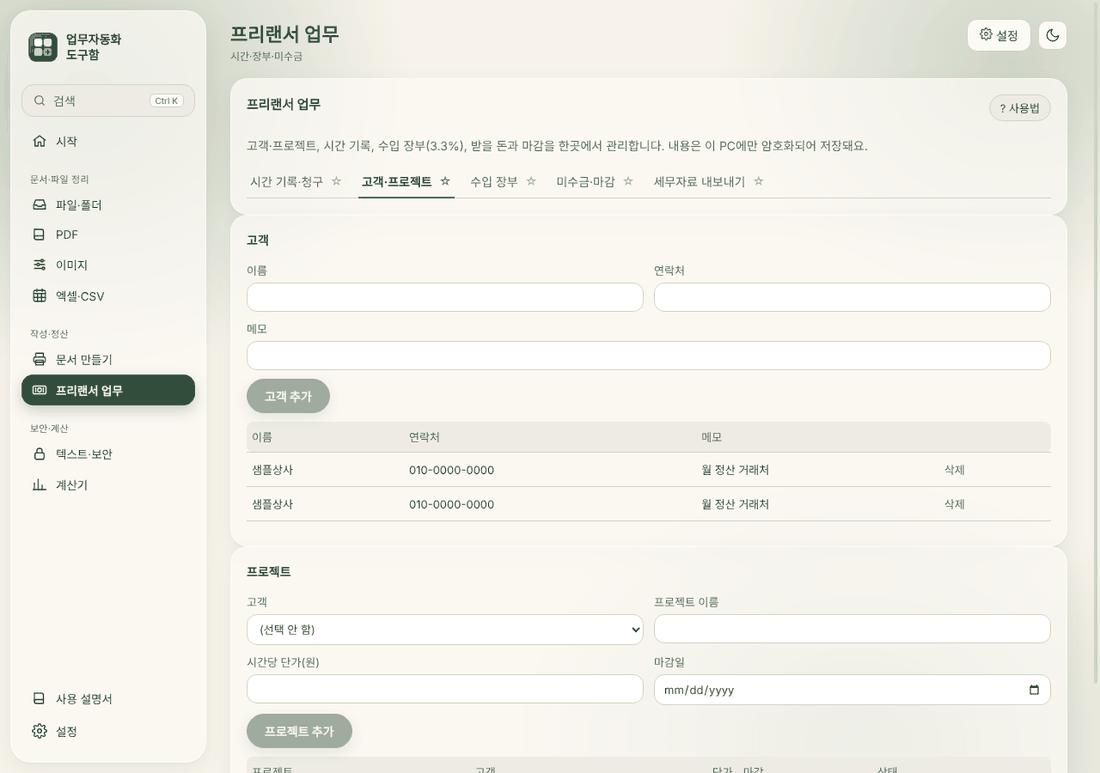 업무자동화
도구함
검색 Ctrl K
시작
문서·파일 정리
파일·폴더
PDF
이미지
엑셀·CSV
작성·정산
문서 만들기
프리랜서 업무
보안·계산
텍스트·보안
계산기
사용 설명서
설정
프리랜서 업무
시간·장부·미수금
설정
프리랜서 업무
? 사용법
고객·프로젝트, 시간 기록, 수입 장부(3.3%), 받을 돈과 마감을 한곳에서 관리합니다. 내용은 이 PC에만 암호화되어 저장돼요.
시간 기록·청구 ☆ 고객·프로젝트 ☆ 수입 장부 ☆ 미수금·마감 ☆ 세무자료 내보내기 ☆
고객
이름 연락처
메모
고객 추가
이름 연락처 메모
샘플상사 010-0000-0000 월 정산 거래처 삭제
샘플상사 010-0000-0000 월 정산 거래처 삭제
프로젝트
고객 프로젝트 이름
(선택 안 함)
시간당 단가(원) 마감일
mm/dd/yyyy
프로젝트 추가
프로젝트 고객 단가 마감 상태